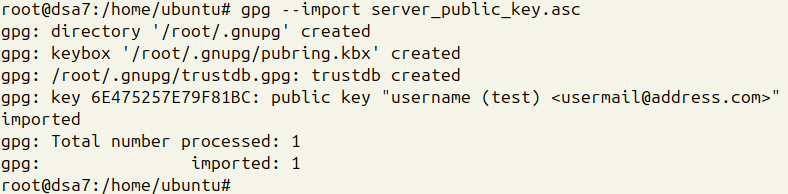 root@dsa7:/home/ubuntu# gpg --import server_public_key.asc
gpg: directory '/root/.gnupg' created
gpg: keybox '/root/.gnupg/pubring.kbx' created
gpg: /root/.gnupg/trustdb.gpg: trustdb created
gpg: key 6E475257E79F81BC: public key "username (test) <usermail@address.com>"
imported
gpg: Total number processed: 1
gpg:               imported: 1
root@dsa7:/home/ubuntu#